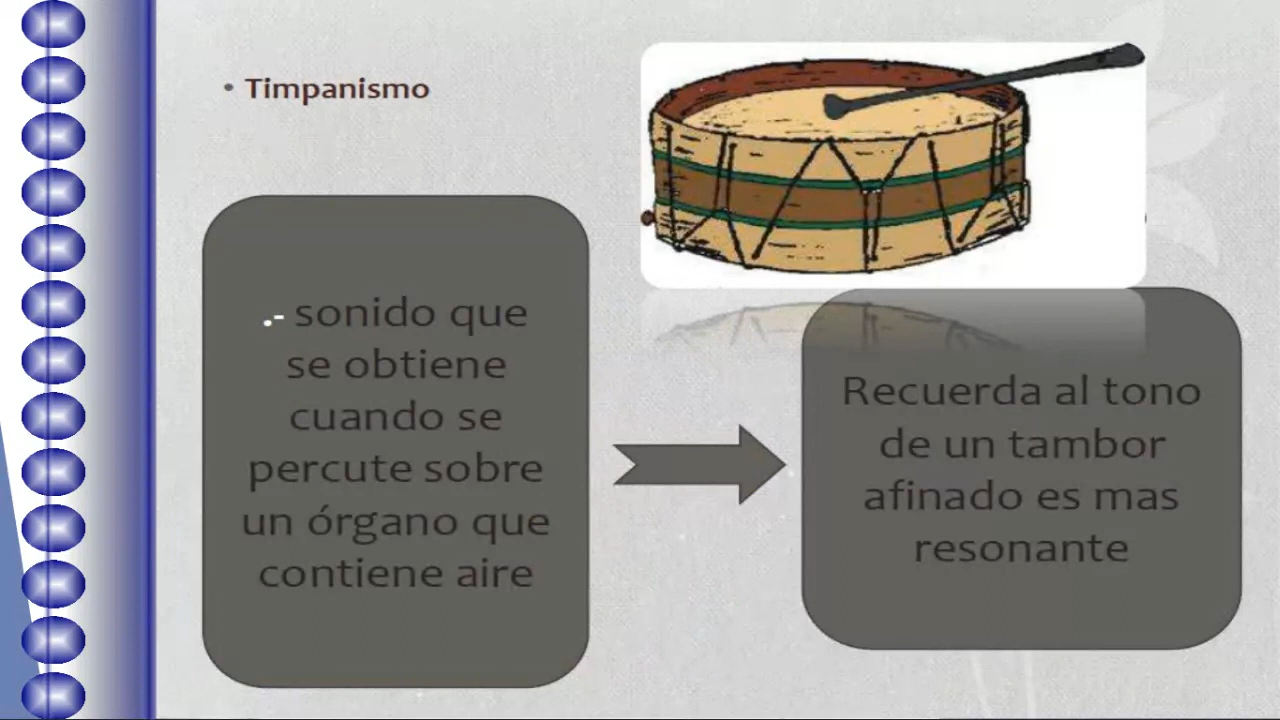 • Timpanismo
.- sonido que
se obtiene
cuando se
percute sobre
un órgano que
contiene aire
Recuerda al tono
de un tambor
afinado es mas
resonante